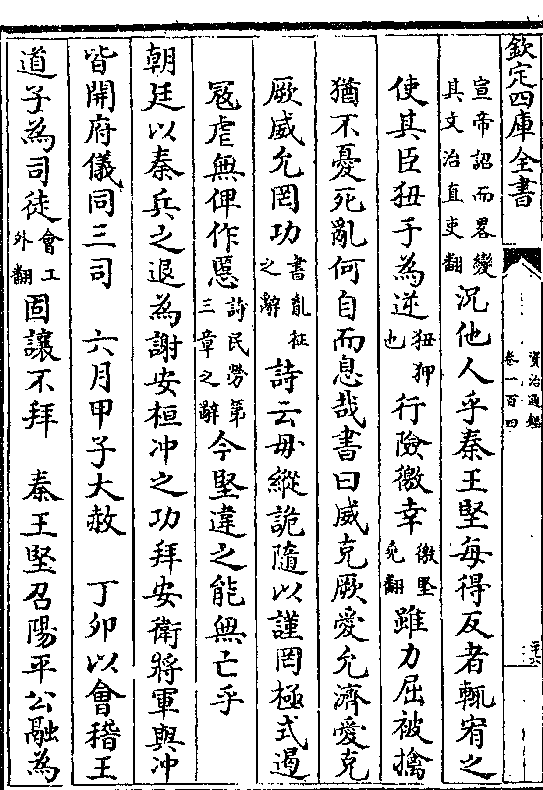 欽定四庫全書
資治通鑑
卷一百四
宣帝詔而畧變其文治直吏翻況他人乎秦王堅每得反者輒宥之
使其臣狃于為逆狃狎也行險徼幸徼堅堯翻雖力屈被擒
猶不憂死亂何自而息哉書曰威克厥愛允濟愛克
厥威允罔功書胤征之辭詩云毋縱詭隨以謹罔極式遏
冦虐無俾作慝詩民勞第三章之辭今堅違之能無亡乎
朝廷以秦兵之退為謝安桓冲之功拜安衛將軍與冲
皆開府儀同三司　六月甲子大赦　丁卯以會稽王
道子為司徒會工外翻固讓不拜　秦王堅召陽平公融為